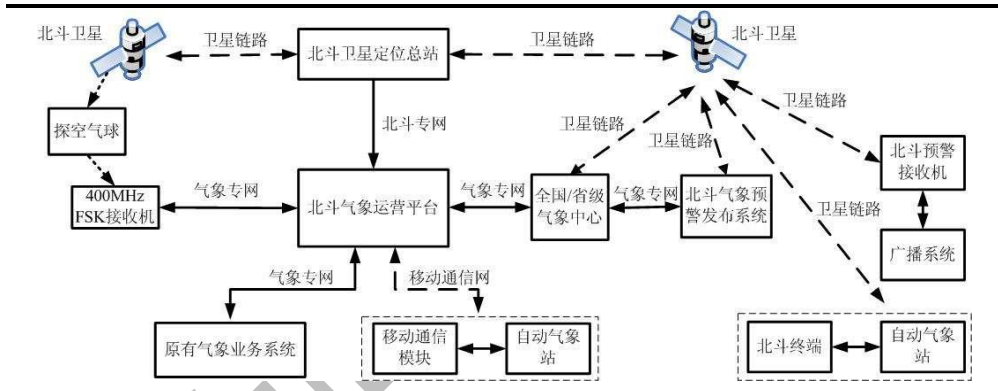 北斗卫星
卫星链路
北斗卫星定位总站
卫星链路
北斗卫星
探空气球
北斗专网
卫星链路
卫星链路
卫星链路
北斗预警
接收机
400MHz
FSK接收机
气象专网
北斗气象运营平台
气象专网
全国/省级
气象中心
气象专网
北斗气象预
警发布系统
卫星链路
广播系统
气象专网
移动通信网
原有气象业务系统
移动通信
模块
自动气象
站
北斗终端
自动气象
站